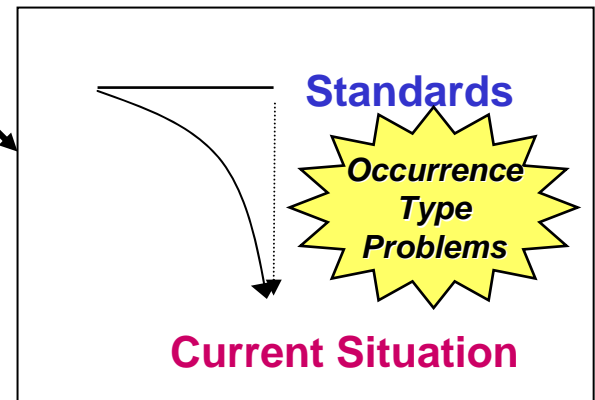 Standards
Occurrence
Type
Problems
Current Situation